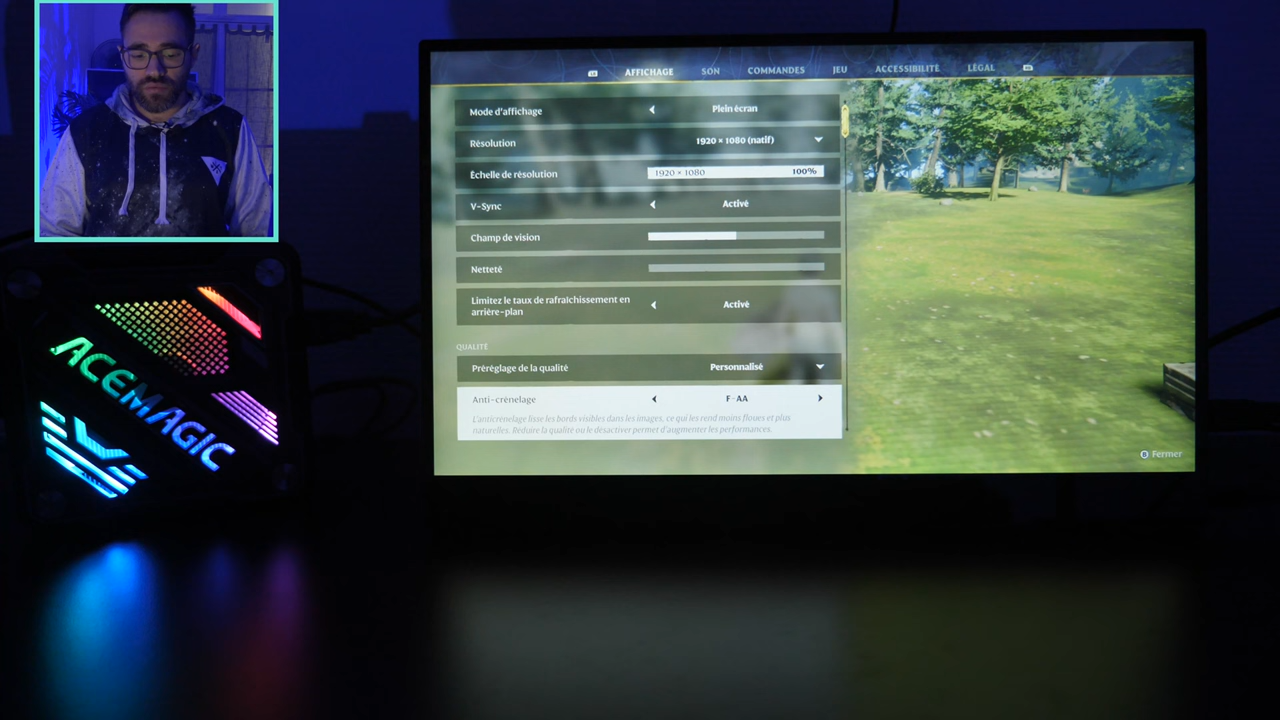 LB
AFFICHAGE
SON
COMMANDES
JEU
ACCESSIBILITÉ
LÉGAL
Mode d'affichage
Plein écran
Résolution
1920 × 1080 (natif)
Échelle de résolution
1920 × 1080
100%
V-Sync
Activé
Champ de vision
Netteté
Limitez le taux de rafraîchissement en
arrière-plan
Activé
QUALITÉ
Préréglage de la qualité
Personnalisé
Anti-crénelage
F-AA
L'anticrénelage lisse les bords visibles dans les images, ce qui les rend moins floues et plus
naturelles. Réduire la qualité ou le désactiver permet d'augmenter les performances.
B Fermer
ACEMAGIC